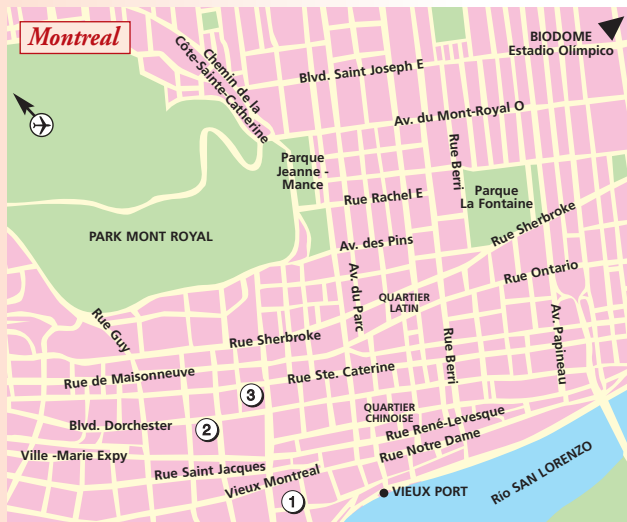 Montreal
BIODOME
Estadio Olímpico
Chemin de la
Côte-Sainte-Catherine
Blvd. Saint Joseph E
Av. du Mont-Royal O
Rue Berri.
Parque
Jeanne -
Mance
Parque
La Fontaine
Rue Rachel E
Rue Sherbroke
PARK MONT ROYAL
Av. des Pins
Rue Ontario
Av. du Parc
QUARTIER
LATIN
Rue Guy
Rue Sherbroke
Rue Berri
Av. Papineau
Rue de Maisonneuve
Rue Ste. Caterine
3
QUARTIER
CHINOISE
Blvd. Dorchester
2
Rue René-Levesque
Rue Notre Dame
Ville -Marie Expy
Rue Saint Jacques
Vieux Montreal
1
VIEUX PORT
Rio SAN LORENZO